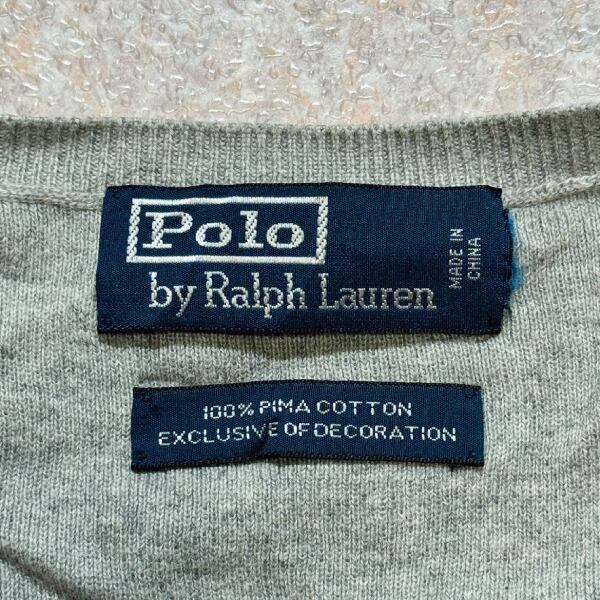 Polo
by Ralph Lauren
MADE IN
CHINA
100% PIMA COTTON
EXCLUSIVE OF DECORATION